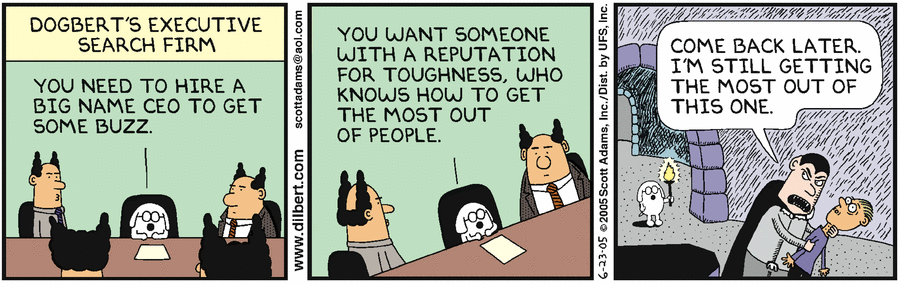 DOGBERT'S EXECUTIVE
SEARCH FIRM
YOU NEED TO HIRE A
BIG NAME CEO TO GET
SOME BUZZ.
www.dilbert.com
scottadams@aol.com
YOU WANT SOMEONE
WITH A REPUTATION
FOR TOUGHNESS, WHO
KNOWS HOW TO GET
THE MOST OUT
OF PEOPLE.
6-23-05 © 2005 Scott Adams, Inc./Dist. by UFS, Inc.
COME BACK LATER.
I'M STILL GETTING
THE MOST OUT OF
THIS ONE.